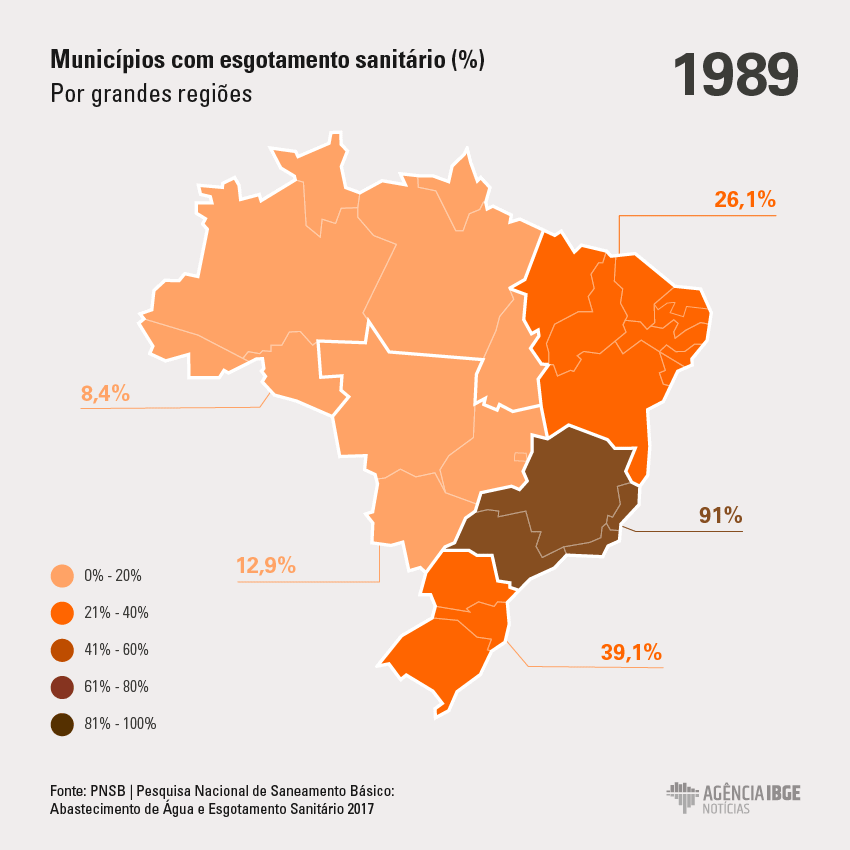 Municípios com esgotamento sanitário (%)
Por grandes regiões
1989
26,1%
8,4%
91%
12,9%
39,1%
0% - 20%
21% - 40%
41% - 60%
61% - 80%
81% - 100%
Fonte: PNSB | Pesquisa Nacional de Saneamento Básico:
Abastecimento de Água e Esgotamento Sanitário 2017
AGÊNCIA IBGE
NOTÍCIAS